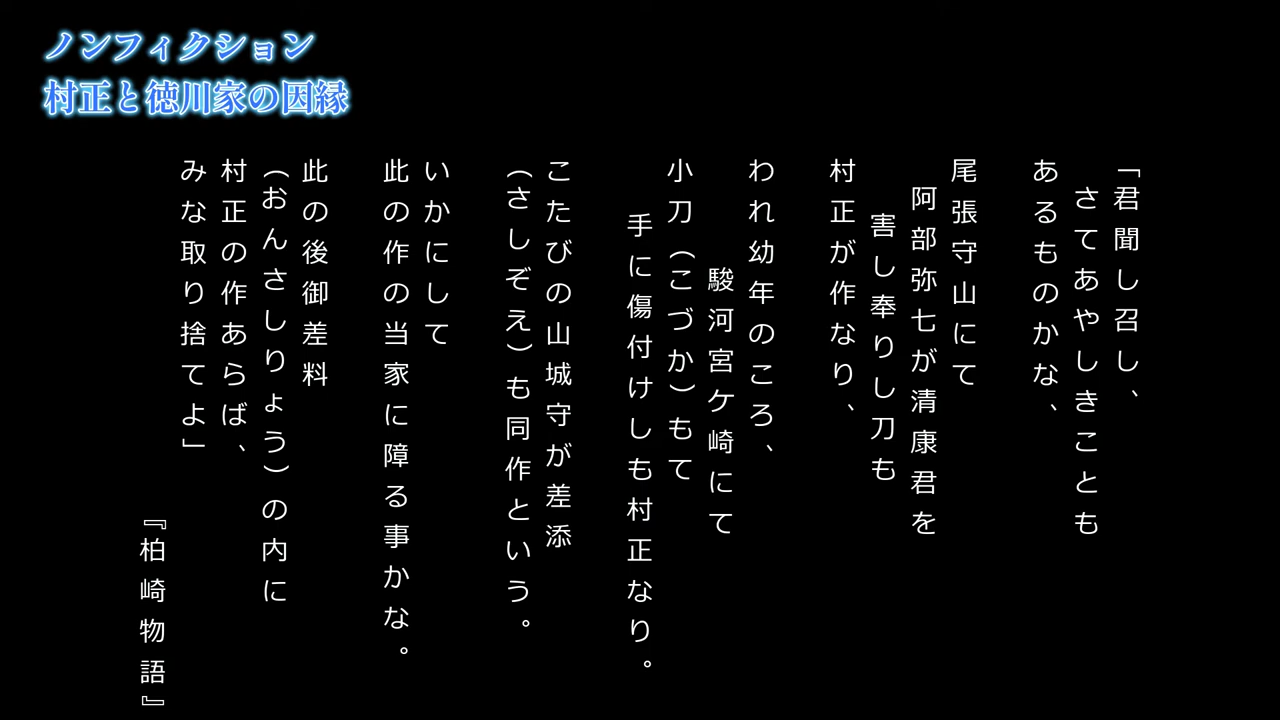 ノンフィクション
村正と徳川家の因縁
「君聞し召し、
さてあやしきことも
あるものかな、
尾張守山にて
阿部弥七が清康君を
害し奉りし刀も
村正が作なり、
われ幼年のころ、
駿河宮ケ崎にて
小刀（こづか）もて
手に傷付けしも村正なり。
こたびの山城守が差添
（さしぞえ）も同作という。
いかにして
此の作の当家に障る事かな。
此の後御差料
（おんさしりょう）の内に
村正の作あらば、
みな取り捨てよ」
『柏崎物語』